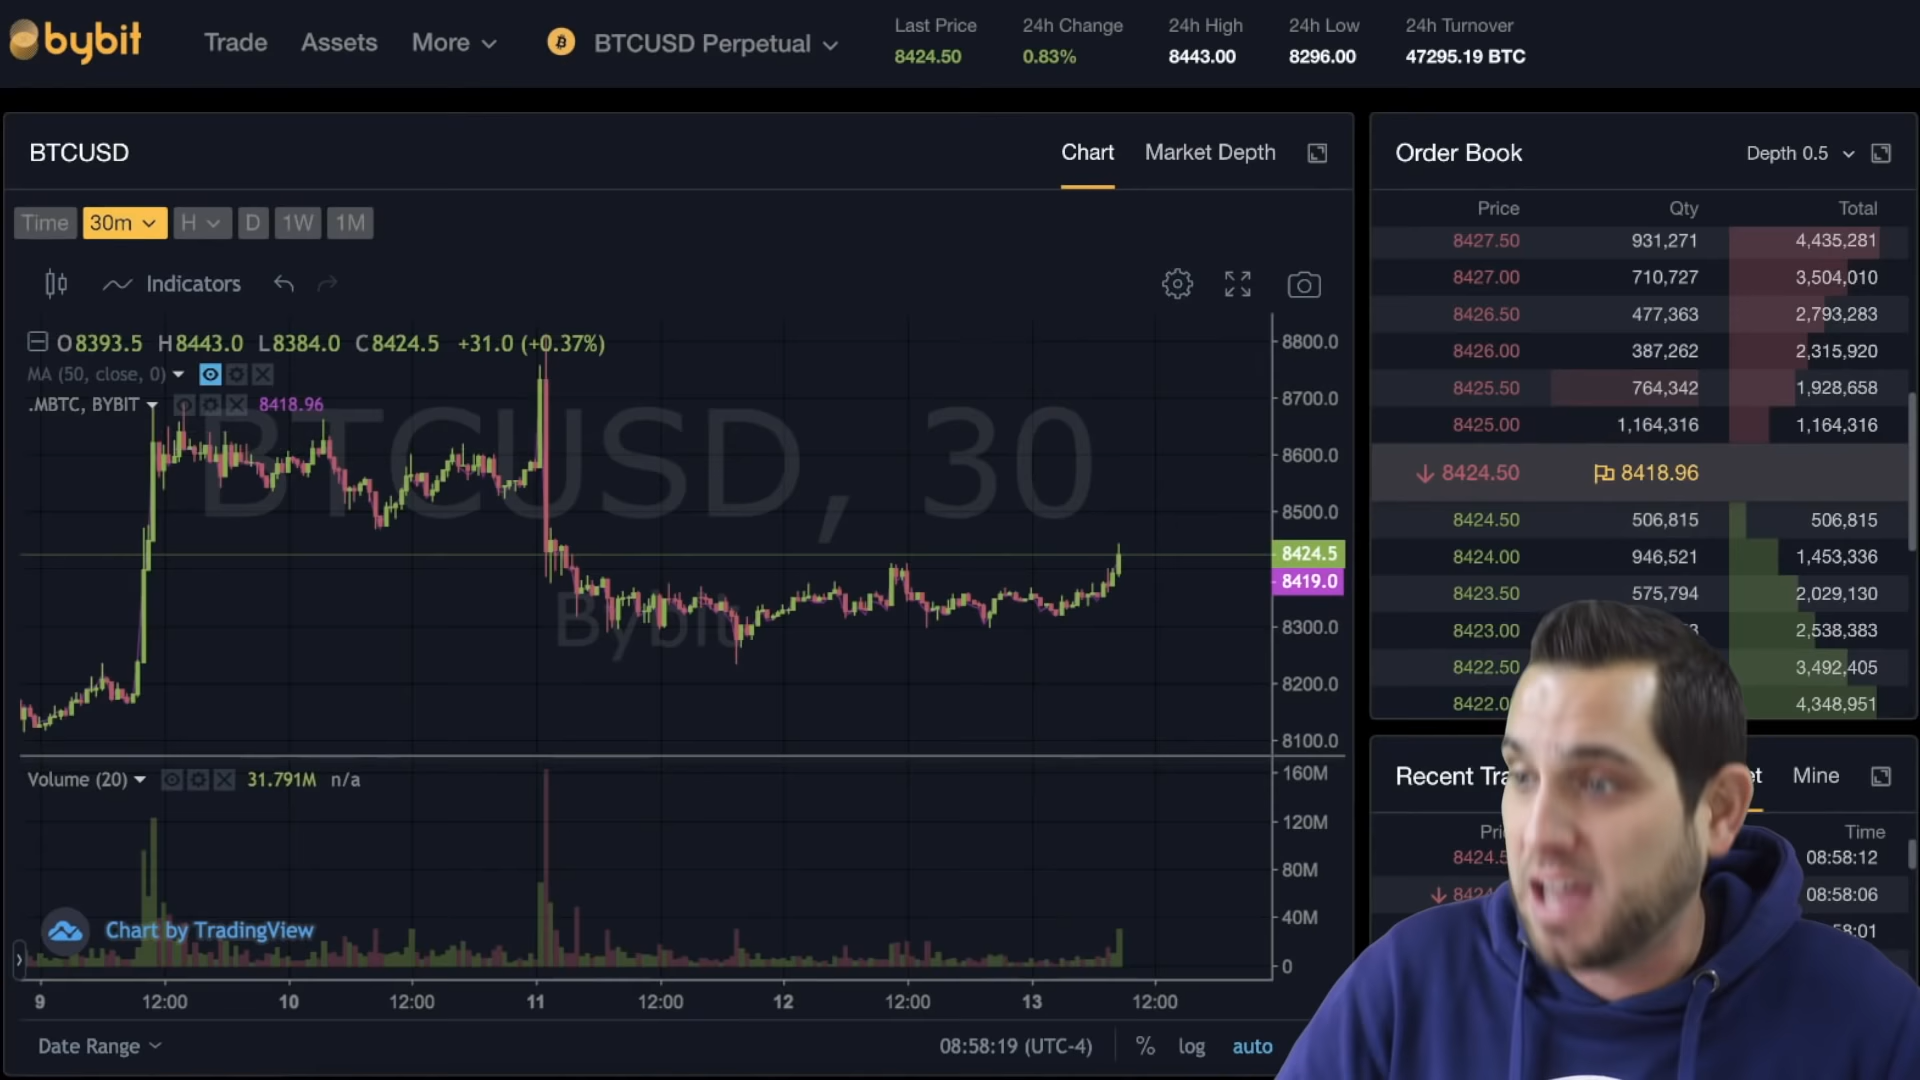 bybit
Trade Assets More
BTCUSD Perpetual
Last Price
8424.50
24h Change
0.83%
24h High
8443.00
24h Low
8296.00
24h Turnover
47295.19 BTC
BTCUSD
Chart Market Depth
Time 30m H D 1W 1M
Indicators
O8393.5 H8443.0 L8384.0 C8424.5 +31.0 (+0.37%)
MA (50, close, 0)
.MBTC, BYBIT 8418.96
BTCUSD, 30
Bybit
8800.0
8700.0
8600.0
8500.0
8424.5
8419.0
8300.0
8200.0
8100.0
Volume (20) 31.791M n/a
160M
120M
80M
40M
0
Chart by TradingView
9 12:00 10 12:00 11 12:00 12 12:00 13 12:00
Date Range
08:58:19 (UTC-4) % log auto
Order Book
Depth 0.5
Price Qty Total
8427.50 931,271 4,435,281
8427.00 710,727 3,504,010
8426.50 477,363 2,793,283
8426.00 387,262 2,315,920
8425.50 764,342 1,928,658
8425.00 1,164,316 1,164,316
8424.50 8418.96
8424.50 506,815 506,815
8424.00 946,521 1,453,336
8423.50 575,794 2,029,130
8423.00 2,538,383
8422.50 3,492,405
4,348,951
Recent
Mine
Time
08:58:12
08:58:06